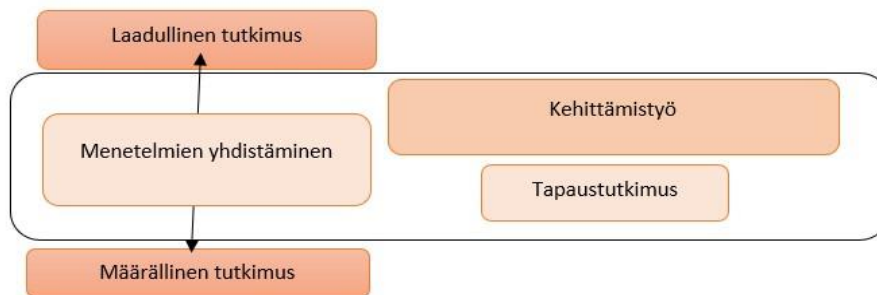 Laadullinen tutkimus
Kehittämistyö
Menetelmien yhdistäminen
Tapaustutkimus
Määrällinen tutkimus